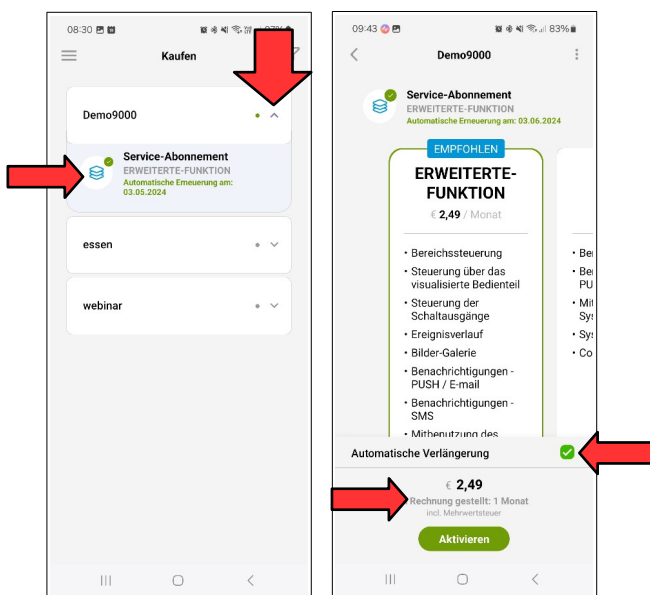 08:30
Kaufen
Demo9000
Service-Abonnement
ERWEITERTE-FUNKTION
Automatische Erneuerung am:
03.05.2024
essen
webinar
09:43
83%
Demo9000
Service-Abonnement
ERWEITERTE-FUNKTION
Automatische Erneuerung am: 03.06.2024
EMPFOHLEN
ERWEITERTE-
FUNKTION
€ 2,49 / Monat
• Bereichssteuerung
• Steuerung über das
visualisierte Bedienteil
• Steuerung der
Schaltausgänge
• Ereignisverlauf
• Bilder-Galerie
• Benachrichtigungen -
PUSH / E-mail
• Benachrichtigungen -
SMS
• Mitbenutzung des
PU
• Co
Automatische Verlängerung
€ 2,49
Rechnung gestellt: 1 Monat
incl. Mehrwertsteuer
Aktivieren